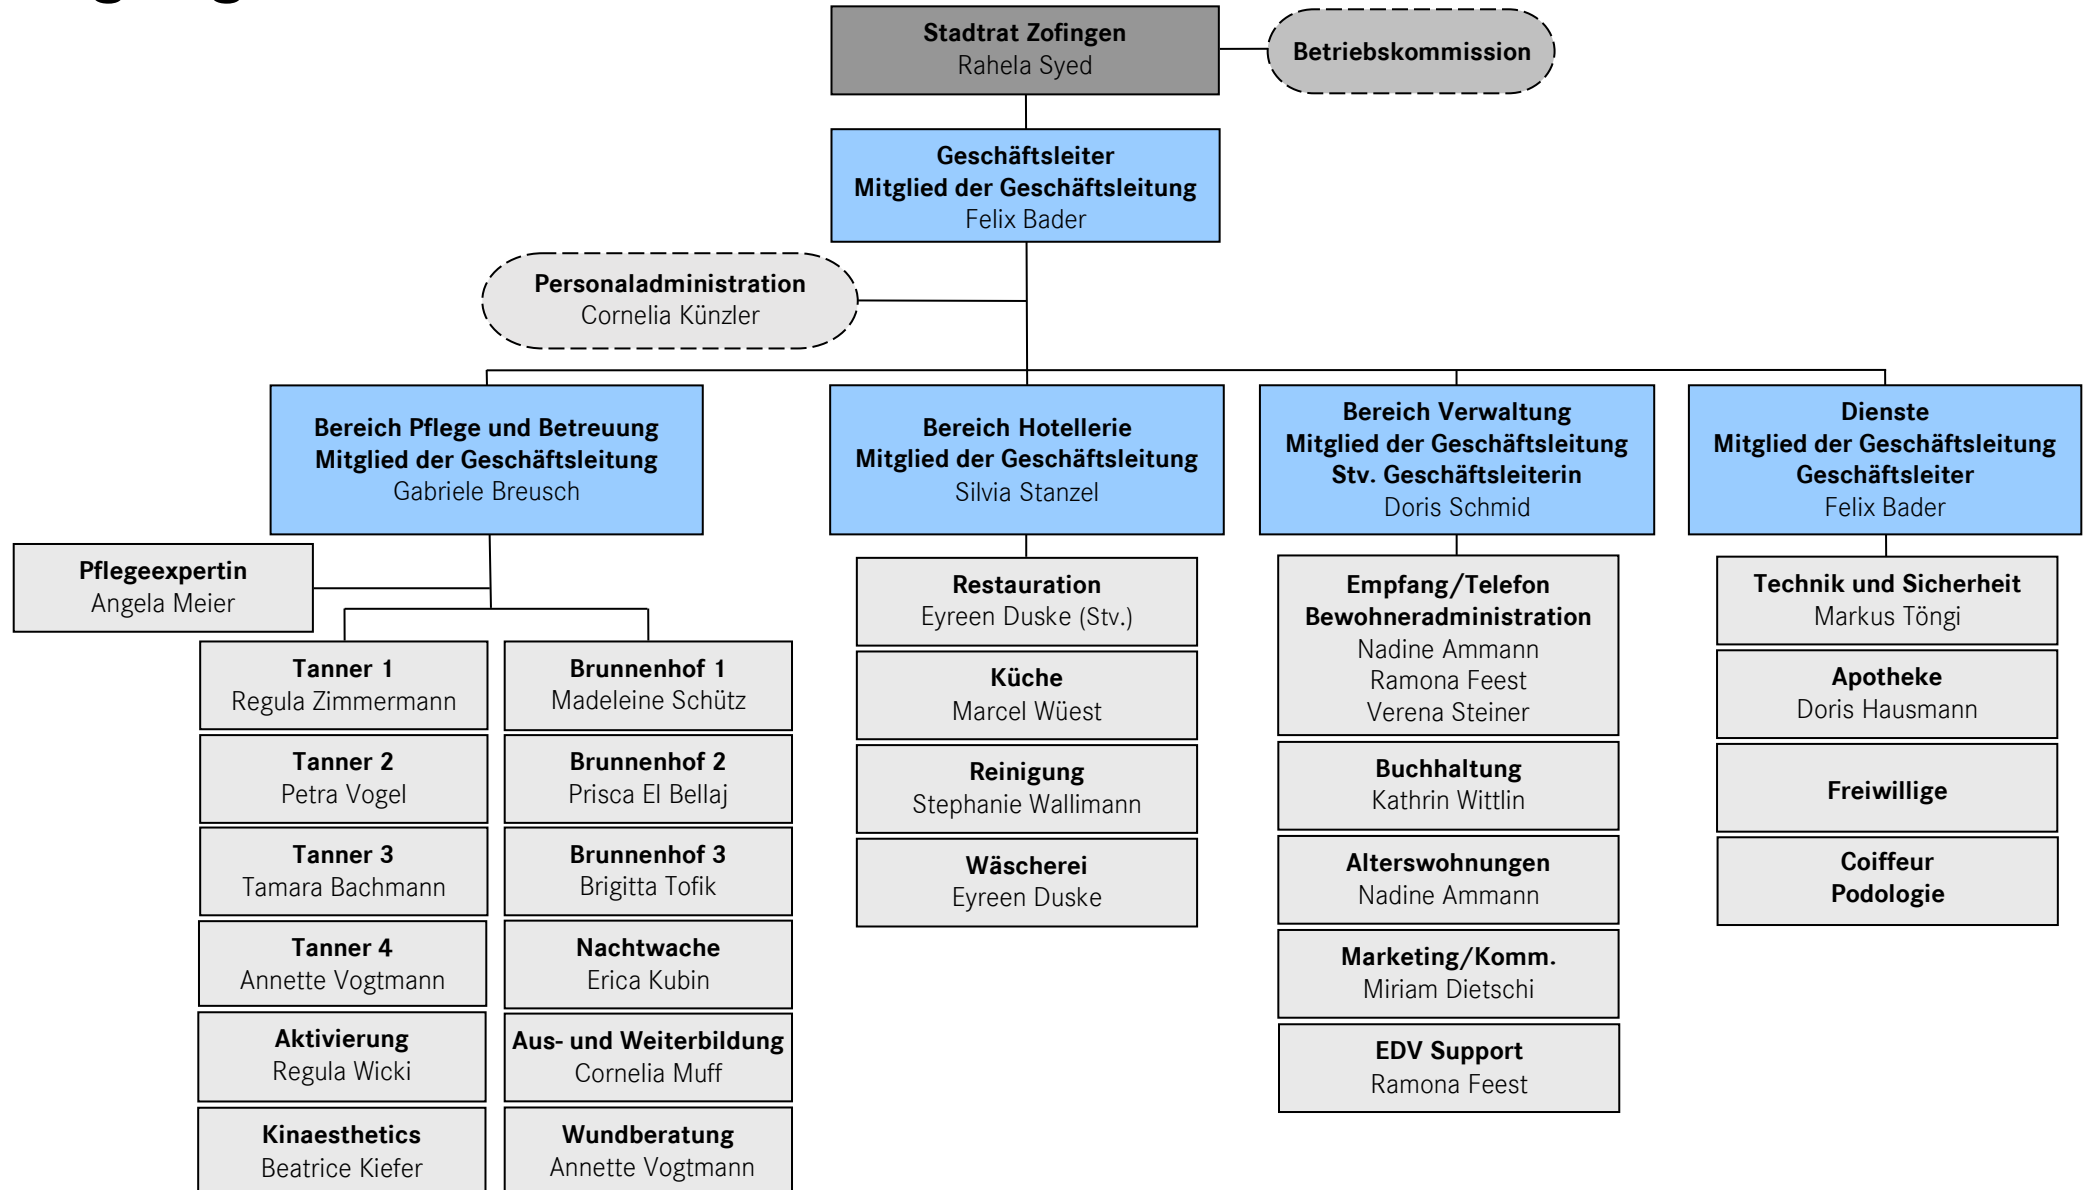 Stadtrat Zofingen
Rahela Syed
Betriebskommission
Geschäftsleiter
Mitglied der Geschäftsleitung
Felix Bader
Personaladministration
Cornelia Künzler
Bereich Pflege und Betreuung
Mitglied der Geschäftsleitung
Gabriele Breusch
Bereich Hotellerie
Mitglied der Geschäftsleitung
Silvia Stanzel
Bereich Verwaltung
Mitglied der Geschäftsleitung
Stv. Geschäftsleiterin
Doris Schmid
Dienste
Mitglied der Geschäftsleitung
Geschäftsleiter
Felix Bader
Pflegeexpertin
Angela Meier
Tanner 1
Regula Zimmermann
Tanner 2
Petra Vogel
Tanner 3
Tamara Bachmann
Tanner 4
Annette Vogtmann
Aktivierung
Regula Wicki
Kinaesthetics
Beatrice Kiefer
Brunnenhof 1
Madeleine Schütz
Brunnenhof 2
Prisca El Bellaj
Brunnenhof 3
Brigitta Tofik
Nachtwache
Erica Kubin
Aus- und Weiterbildung
Cornelia Muff
Wundberatung
Annette Vogtmann
Restauration
Eyreen Duske (Stv.)
Küche
Marcel Wüest
Reinigung
Stephanie Wallimann
Wäscherei
Eyreen Duske
Empfang/Telefon
Bewohneradministration
Nadine Ammann
Ramona Feest
Verena Steiner
Buchhaltung
Kathrin Wittlin
Alterswohnungen
Nadine Ammann
Marketing/Komm.
Miriam Dietschi
EDV Support
Ramona Feest
Technik und Sicherheit
Markus Töngi
Apotheke
Doris Hausmann
Freiwillige
Coiffeur
Podologie